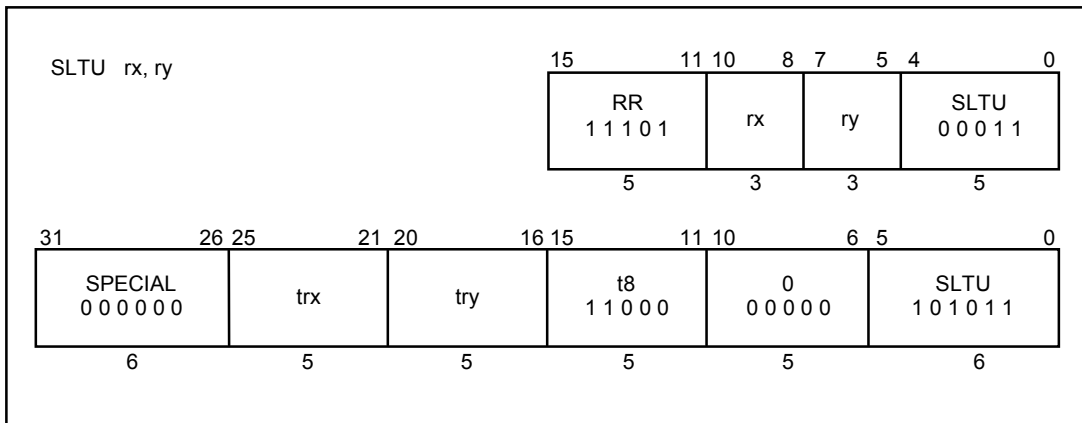 SLTU rx, ry
15 11 10 8 7 5 4 0
RR rx ry SLTU
1 1 1 0 1 0 0 0 1 1
5 3 3 5
31 26 25 21 20 16 15 11 10 6 5 0
SPECIAL trx try t8 0 SLTU
0 0 0 0 0 0 1 1 0 0 0 0 0 0 0 0 1 0 1 0 1 1
6 5 5 5 5 6